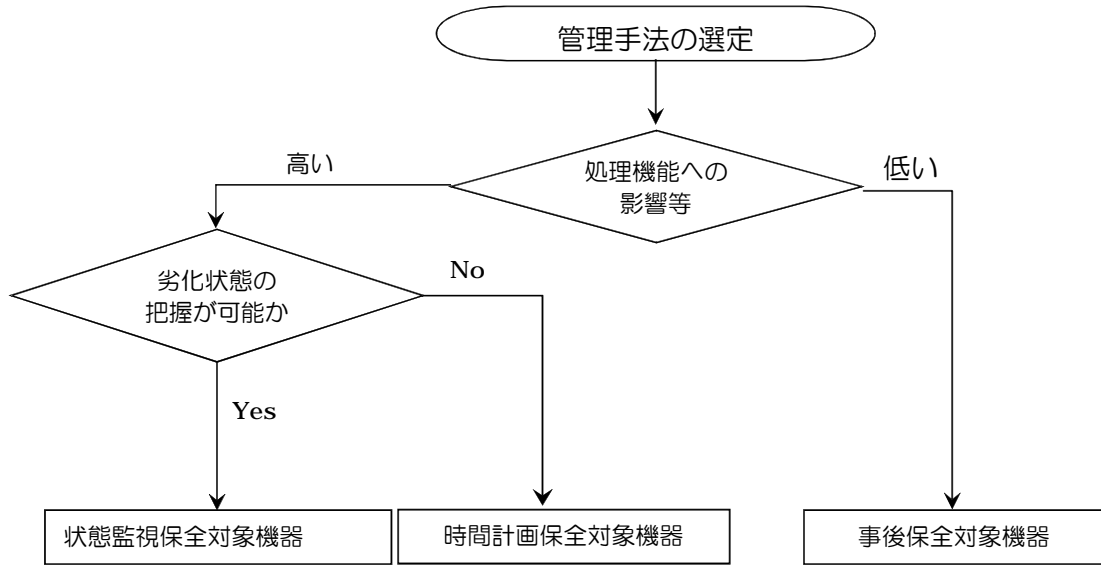 管理手法の選定
処理機能への
影響等
高い
低い
劣化状態の
把握が可能か
No
Yes
状態監視保全対象機器
時間計画保全対象機器
事後保全対象機器